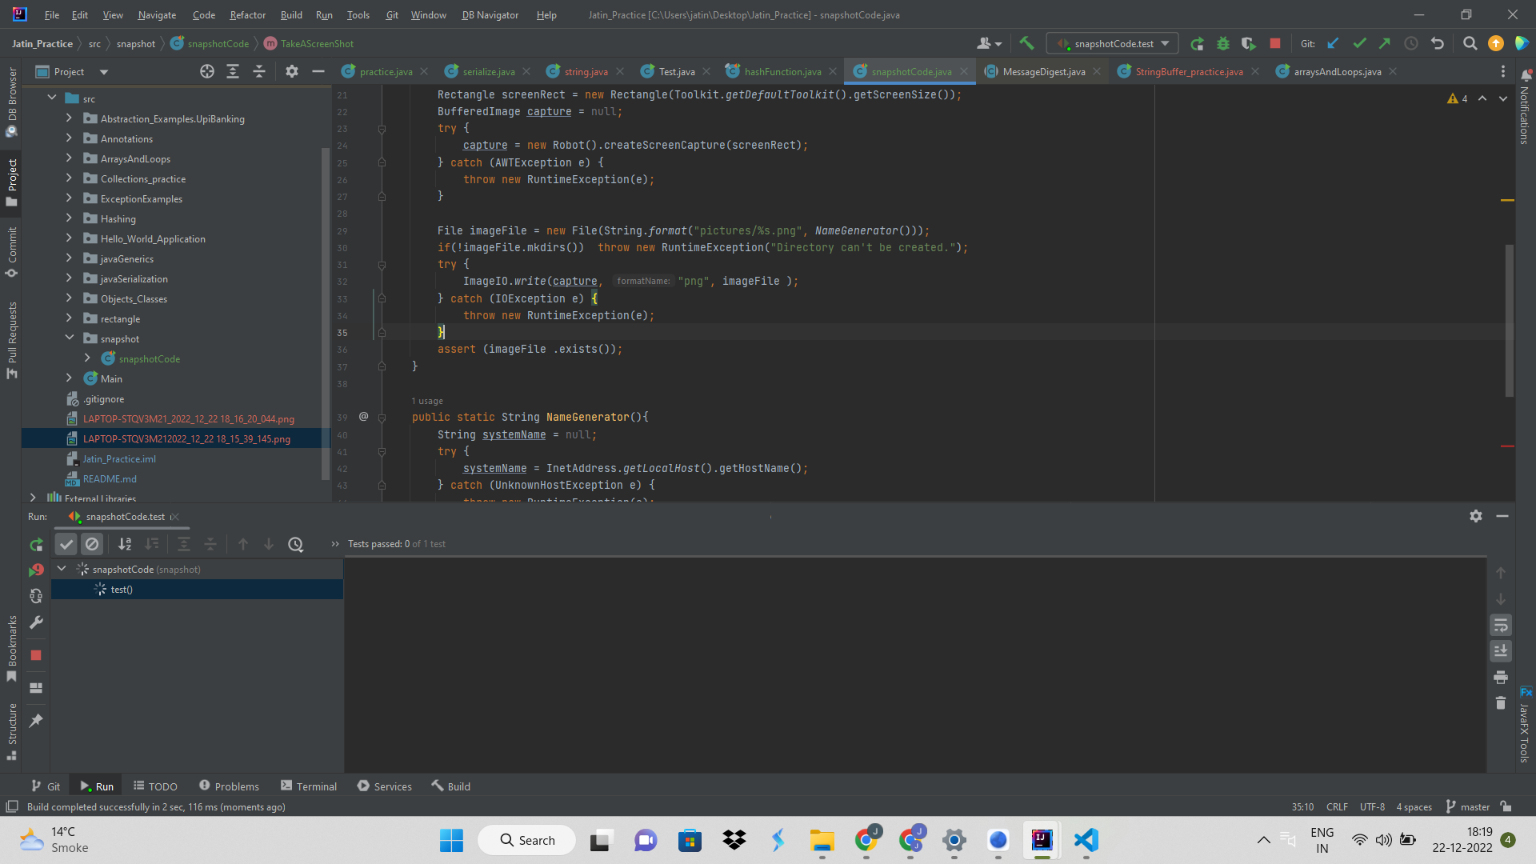 File Edit View Navigate Code Refactor Build Run Tools Git Window DB Navigator Help Jatin_Practice [C:\Users\jatin\Desktop\Jatin_Practice] - snapshotCode.java
Jatin_Practice src snapshot snapshotCode TakeAScreenShot snapshotCode.test Git:
Project practice.java serialize.java string.java Test.java hashFunction.java snapshotCode.java MessageDigest.java StringBuffer_practice.java arraysAndLoops.java
DB Browser
Project
Commit
Pull Requests
Bookmarks
Structure
src
Abstraction_Examples.UpiBanking
Annotations
ArraysAndLoops
Collections_practice
ExceptionExamples
Hashing
Hello_World_Application
javaGenerics
javaSerialization
Objects_Classes
rectangle
snapshot
snapshotCode
Main
.gitignore
LAPTOP-STQV3M21_2022_12_22 18_16_20_044.png
LAPTOP-STQV3M212022_12_22 18_15_39_145.png
Jatin_Practice.iml
README.md
External Libraries
21 Rectangle screenRect = new Rectangle(Toolkit.getDefaultToolkit().getScreenSize());
22 BufferedImage capture = null;
23 try {
24 capture = new Robot().createScreenCapture(screenRect);
25 } catch (AWTException e) {
26 throw new RuntimeException(e);
27 }
28
29 File imageFile = new File(String.format("pictures/%s.png", NameGenerator()));
30 if(!imageFile.mkdirs()) throw new RuntimeException("Directory can't be created.");
31 try {
32 ImageIO.write(capture, formatName: "png", imageFile );
33 } catch (IOException e) {
34 throw new RuntimeException(e);
35 }
36 assert (imageFile .exists());
37 }
38
1 usage
39 @ public static String NameGenerator(){
40 String systemName = null;
41 try {
42 systemName = InetAddress.getLocalHost().getHostName();
43 } catch (UnknownHostException e) {
throw new RuntimeException(e);
4
Notifications
JavaFX Tools
Run: snapshotCode.test
Tests passed: 0 of 1 test
snapshotCode (snapshot)
test()
Git Run TODO Problems Terminal Services Build
Build completed successfully in 2 sec, 116 ms (moments ago) 35:10 CRLF UTF-8 4 spaces master
14°C
Smoke
Search
ENG
IN
18:19
22-12-2022
4